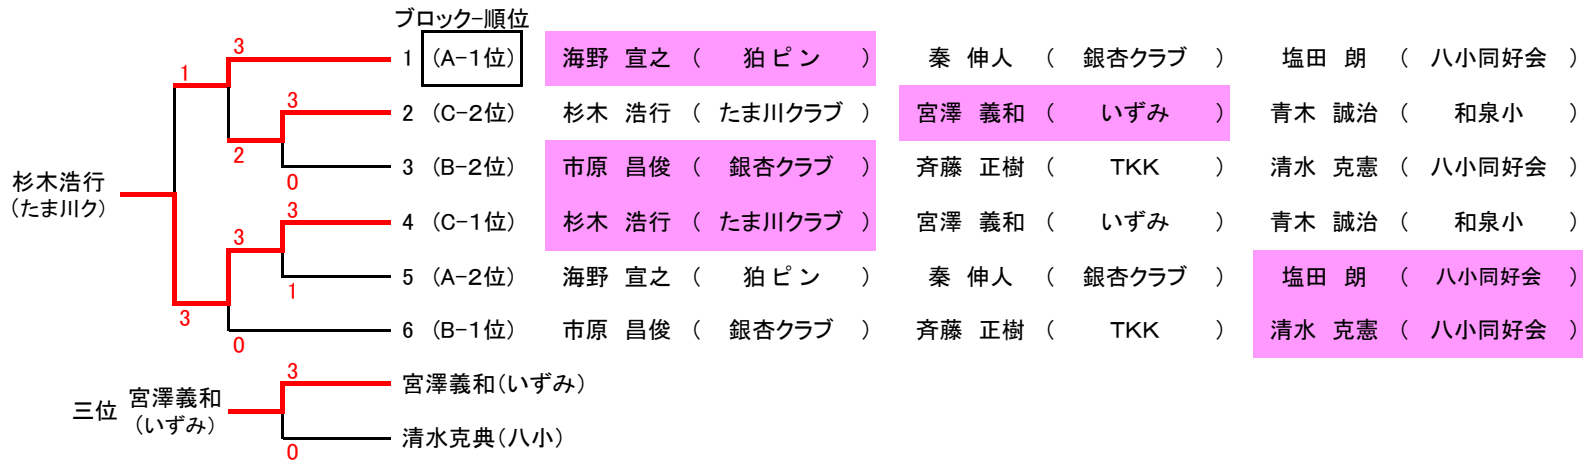 ブロック-順位
3
1 (A-1位) 海野 宣之 ( 狛ピン ) 秦 伸人 ( 銀杏クラブ ) 塩田 朗 ( 八小同好会 )
1
3
2 (C-2位) 杉木 浩行 ( たま川クラブ ) 宮澤 義和 ( いずみ ) 青木 誠治 ( 和泉小 )
2
3 (B-2位) 市原 昌俊 ( 銀杏クラブ ) 斉藤 正樹 ( TKK ) 清水 克憲 ( 八小同好会 )
0
杉木浩行
(たま川ク)
3
4 (C-1位) 杉木 浩行 ( たま川クラブ ) 宮澤 義和 ( いずみ ) 青木 誠治 ( 和泉小 )
3
5 (A-2位) 海野 宣之 ( 狛ピン ) 秦 伸人 ( 銀杏クラブ ) 塩田 朗 ( 八小同好会 )
1
3
6 (B-1位) 市原 昌俊 ( 銀杏クラブ ) 斉藤 正樹 ( TKK ) 清水 克憲 ( 八小同好会 )
0
3
宮澤義和(いずみ)
三位 宮澤義和
(いずみ)
清水克典(八小)
0